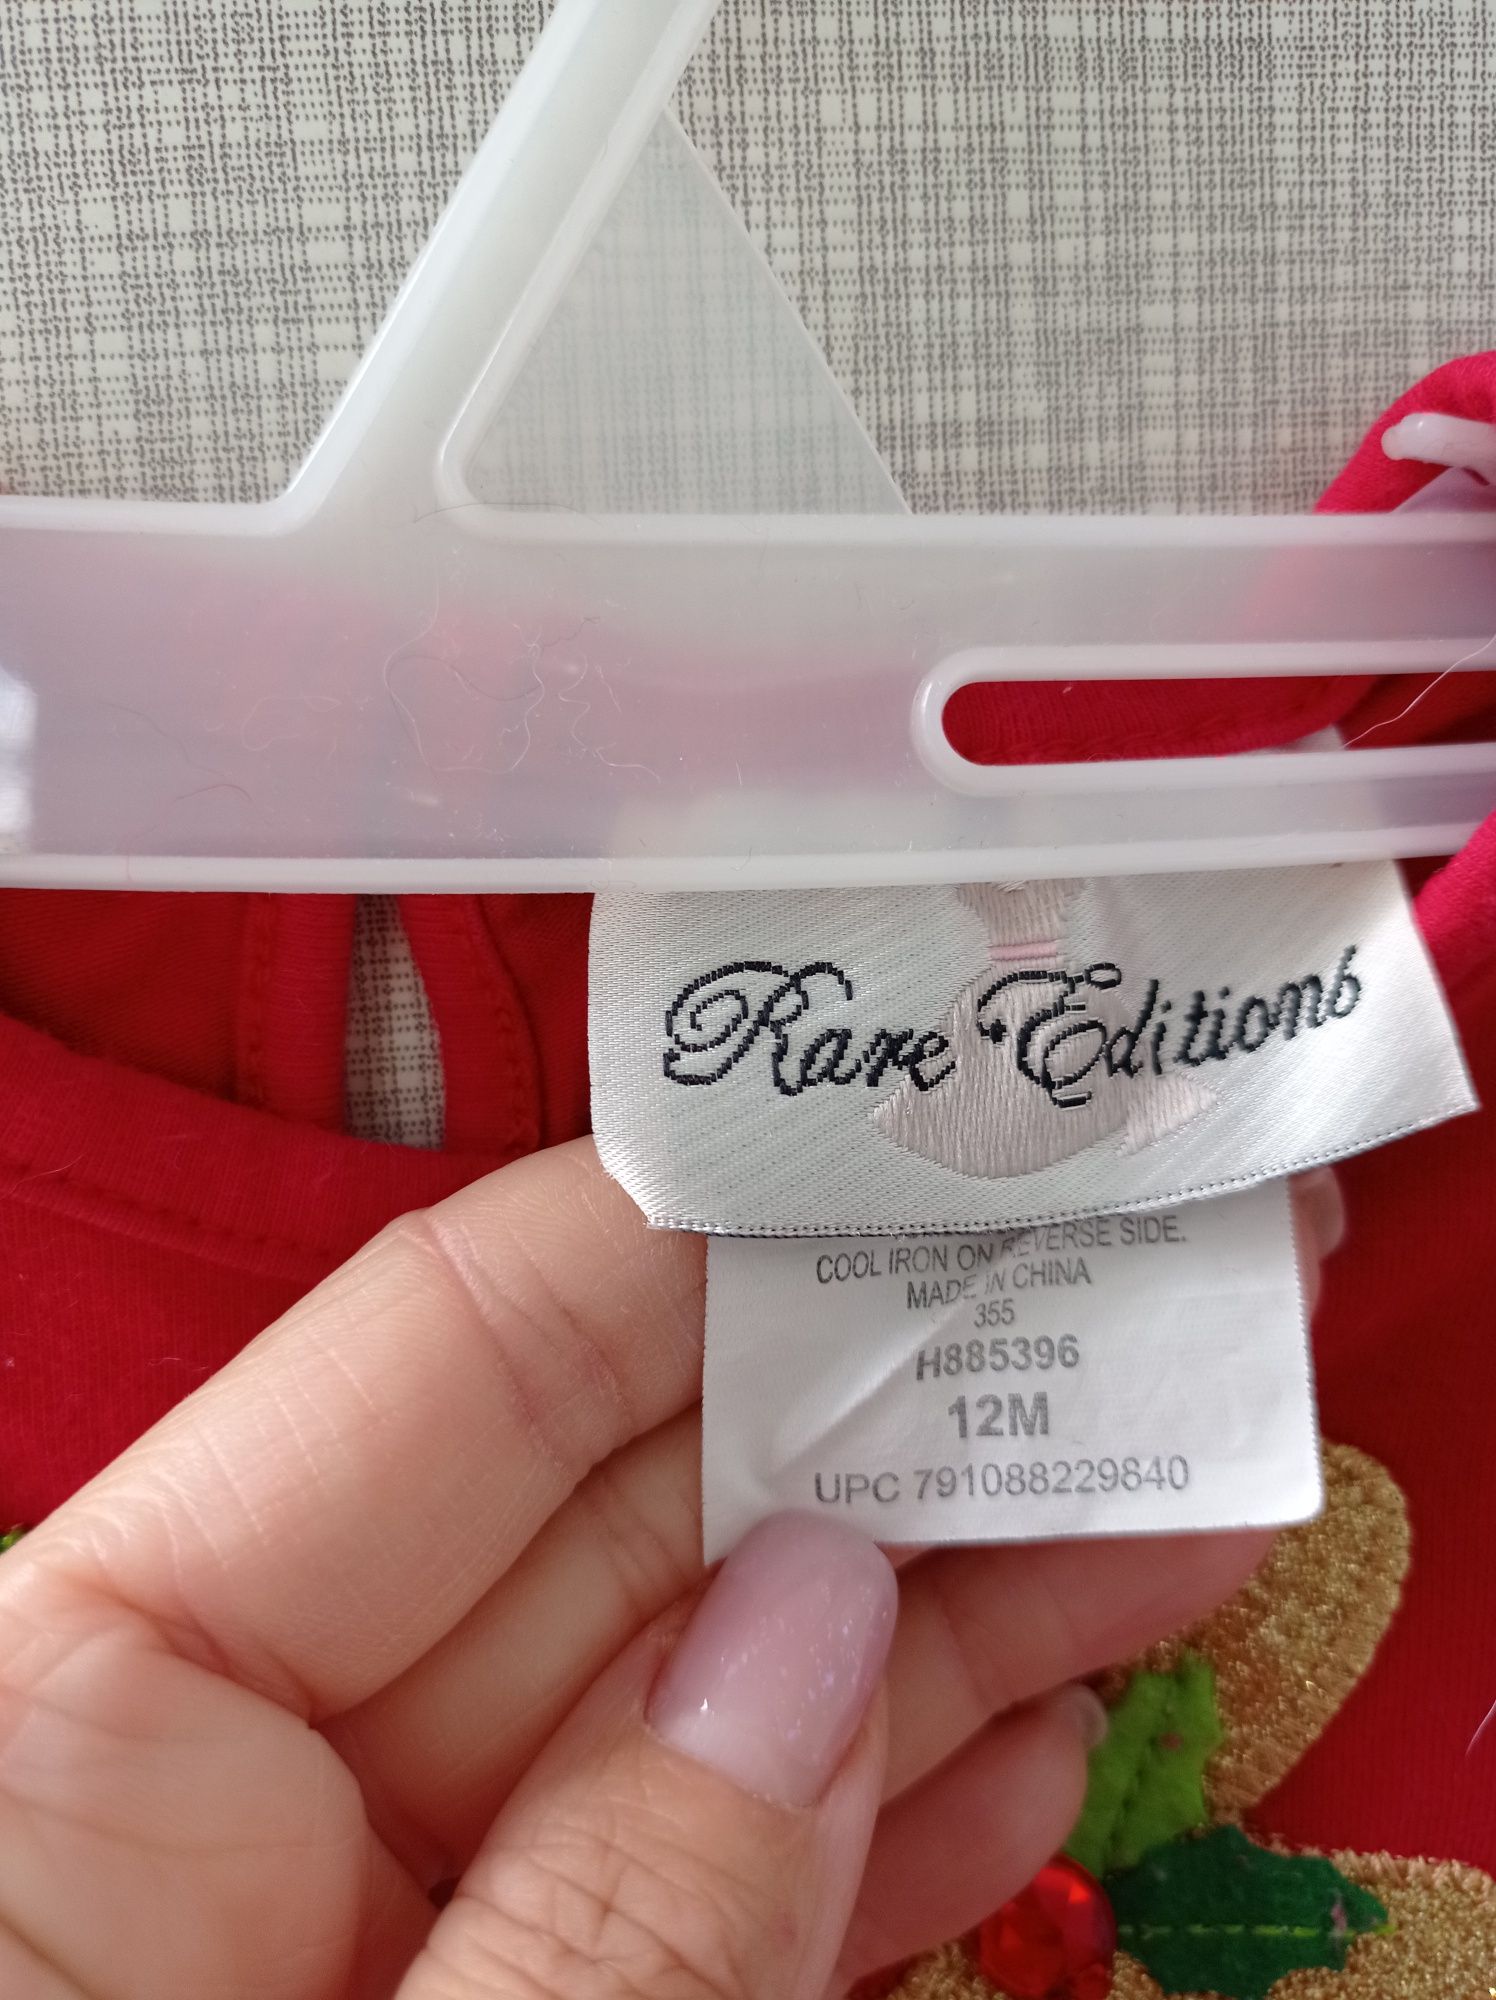 Rare Editions
COOL IRON ON REVERSE SIDE.
MADE IN CHINA
355
H885396
12M
UPC 791088229840